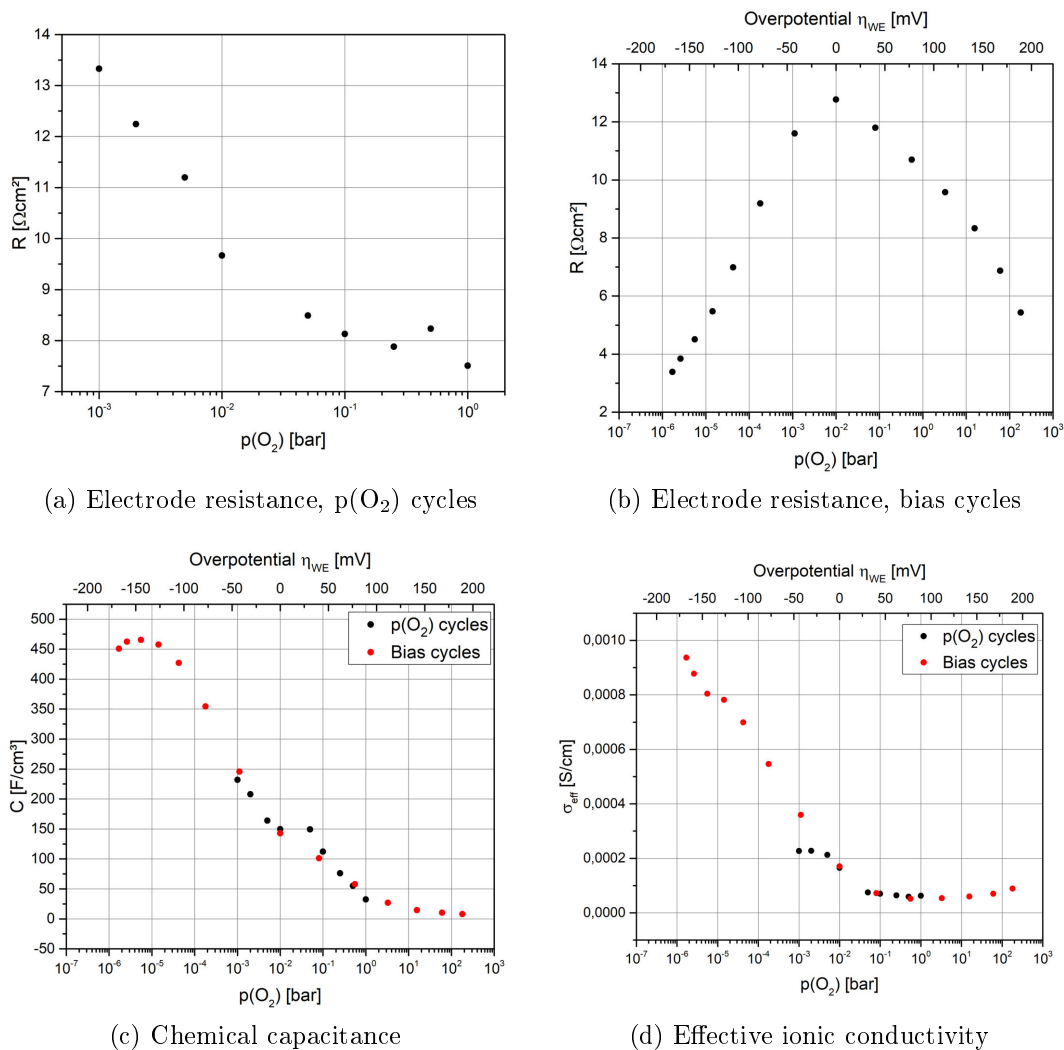 14
13
12
11
10
9
8
7
R [Ωcm²]
10⁻³ 10⁻² 10⁻¹ 10⁰
p(O₂) [bar]
(a) Electrode resistance, p(O₂) cycles
Overpotential η_WE [mV]
-200 -150 -100 -50 0 50 100 150 200
14
12
10
8
6
4
2
R [Ωcm²]
10⁻⁷ 10⁻⁶ 10⁻⁵ 10⁻⁴ 10⁻³ 10⁻² 10⁻¹ 10⁰ 10¹ 10² 10³
p(O₂) [bar]
(b) Electrode resistance, bias cycles
Overpotential η_WE [mV]
-200 -150 -100 -50 0 50 100 150 200
p(O₂) cycles
Bias cycles
500
450
400
350
300
250
200
150
100
50
0
-50
C [F/cm³]
10⁻⁷ 10⁻⁶ 10⁻⁵ 10⁻⁴ 10⁻³ 10⁻² 10⁻¹ 10⁰ 10¹ 10² 10³
p(O₂) [bar]
(c) Chemical capacitance
Overpotential η_WE [mV]
-200 -150 -100 -50 0 50 100 150 200
p(O₂) cycles
Bias cycles
0,0010
0,0008
0,0006
0,0004
0,0002
0,0000
σ_eff [S/cm]
10⁻⁷ 10⁻⁶ 10⁻⁵ 10⁻⁴ 10⁻³ 10⁻² 10⁻¹ 10⁰ 10¹ 10² 10³
p(O₂) [bar]
(d) Effective ionic conductivity